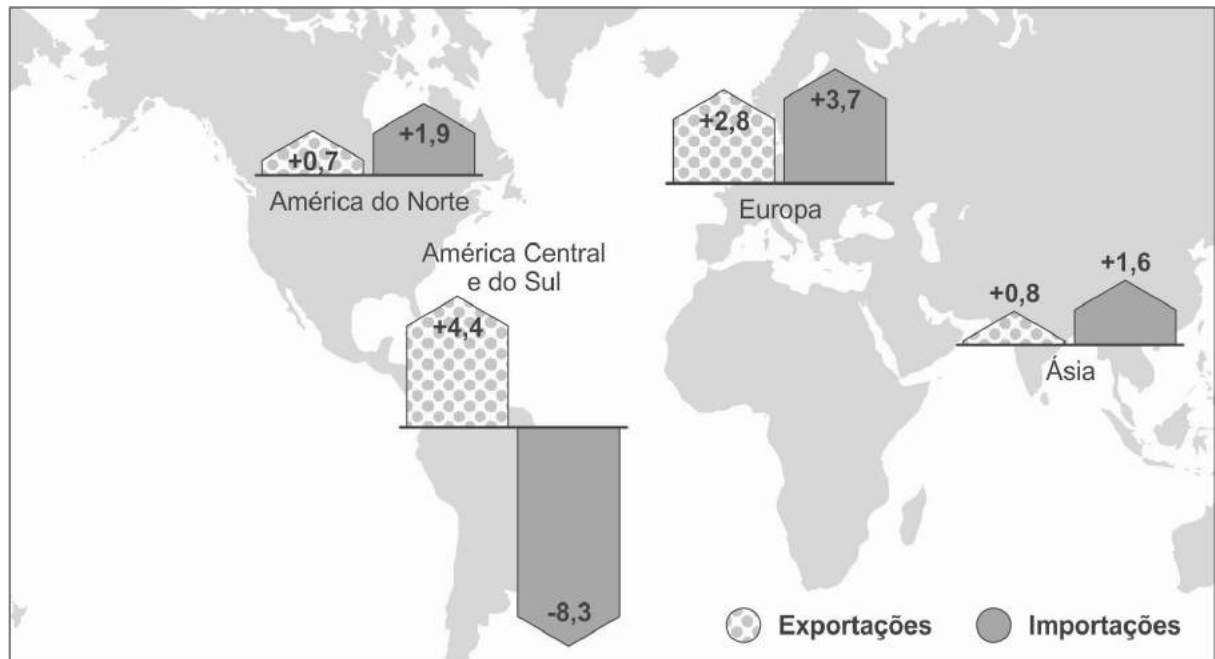 +0,7
+1,9
América do Norte
+2,8
+3,7
Europa
América Central
e do Sul
+4,4
-8,3
+0,8
+1,6
Ásia
Exportações
Importações